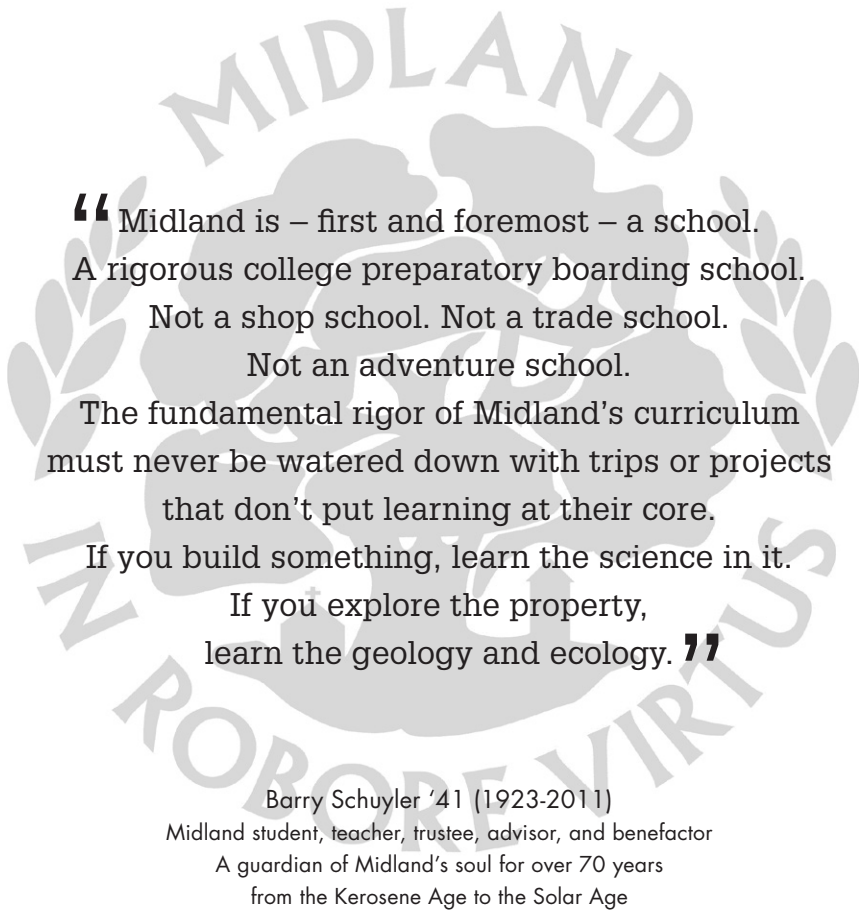 MIDLAND
“ Midland is – first and foremost – a school.
A rigorous college preparatory boarding school.
Not a shop school. Not a trade school.
Not an adventure school.
The fundamental rigor of Midland’s curriculum
must never be watered down with trips or projects
that don’t put learning at their core.
If you build something, learn the science in it.
If you explore the property,
learn the geology and ecology. ”
IN ROBORE VIRTUS
Barry Schuyler ‘41 (1923-2011)
Midland student, teacher, trustee, advisor, and benefactor
A guardian of Midland’s soul for over 70 years
from the Kerosene Age to the Solar Age